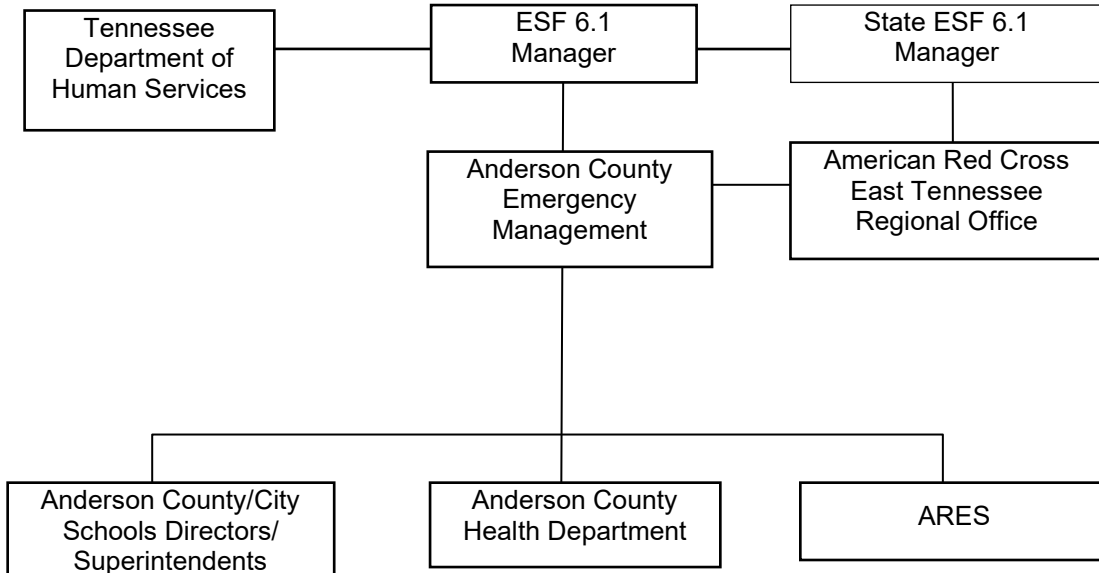 Tennessee
Department of
Human Services
ESF 6.1
Manager
State ESF 6.1
Manager
Anderson County
Emergency
Management
American Red Cross
East Tennessee
Regional Office
Anderson County/City
Schools Directors/
Superintendents
Anderson County
Health Department
ARES